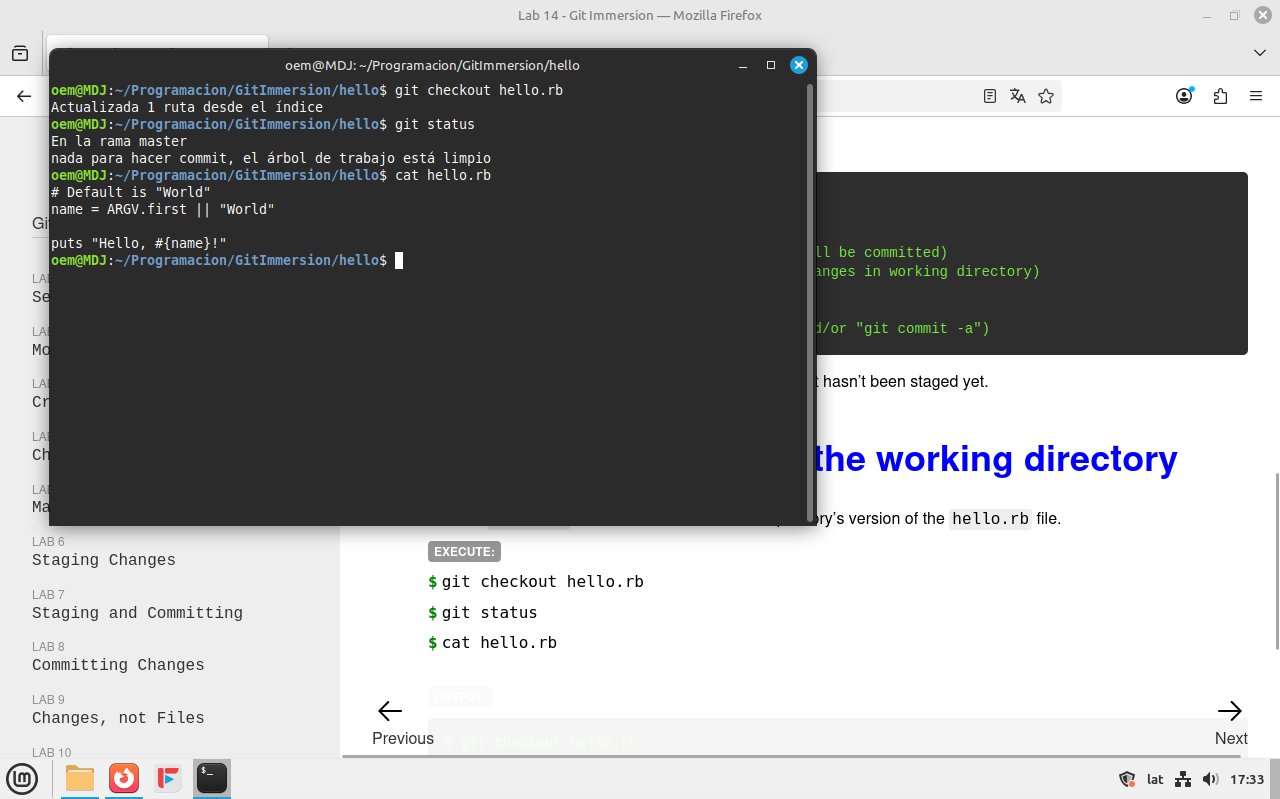 Lab 14 - Git Immersion — Mozilla Firefox
oem@MDJ: ~/Programacion/GitImmersion/hello
oem@MDJ:~/Programacion/GitImmersion/hello$ git checkout hello.rb
Actualizada 1 ruta desde el índice
oem@MDJ:~/Programacion/GitImmersion/hello$ git status
En la rama master
nada para hacer commit, el árbol de trabajo está limpio
oem@MDJ:~/Programacion/GitImmersion/hello$ cat hello.rb
# Default is "World"
name = ARGV.first || "World"
puts "Hello, #{name}!"
oem@MDJ:~/Programacion/GitImmersion/hello$
ll be committed)
anges in working directory)
d/or "git commit -a")
t hasn’t been staged yet.
the working directory
ory’s version of the hello.rb file.
EXECUTE:
$ git checkout hello.rb
$ git status
$ cat hello.rb
OUTPUT:
$ git checkout hello.rb
Previous
Next
Git
LAB
Se
LAB
Mo
LAB
Cr
LAB
Ch
LAB
Ma
LAB 6
Staging Changes
LAB 7
Staging and Committing
LAB 8
Committing Changes
LAB 9
Changes, not Files
LAB 10
lat
17:33